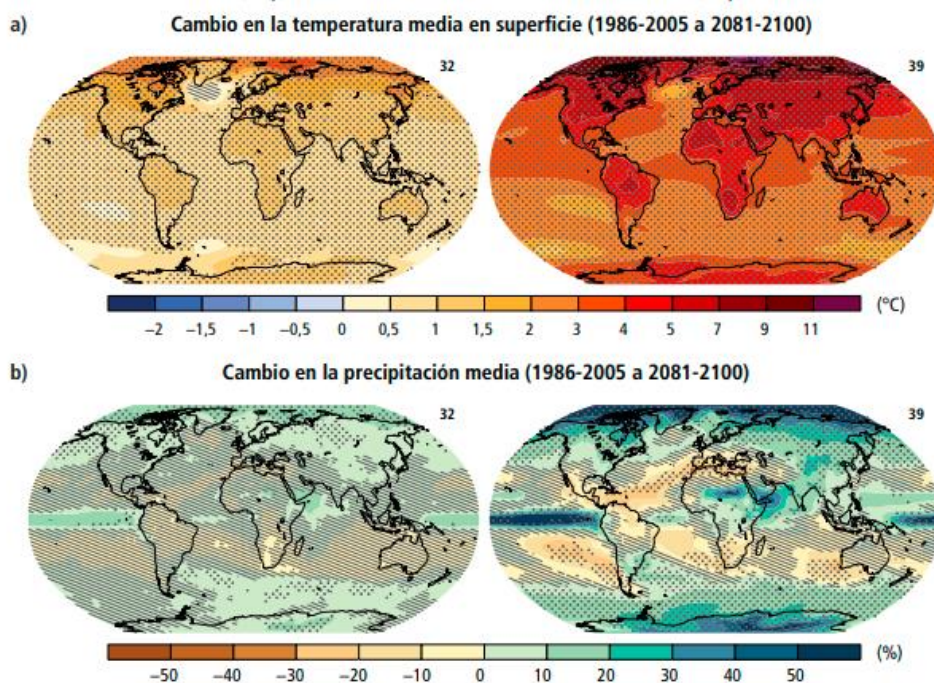 a) Cambio en la temperatura media en superficie (1986-2005 a 2081-2100)
32
39
−2 −1,5 −1 −0,5 0 0,5 1 1,5 2 3 4 5 7 9 11 (ºC)
b) Cambio en la precipitación media (1986-2005 a 2081-2100)
32
39
−50 −40 −30 −20 −10 0 10 20 30 40 50 (%)